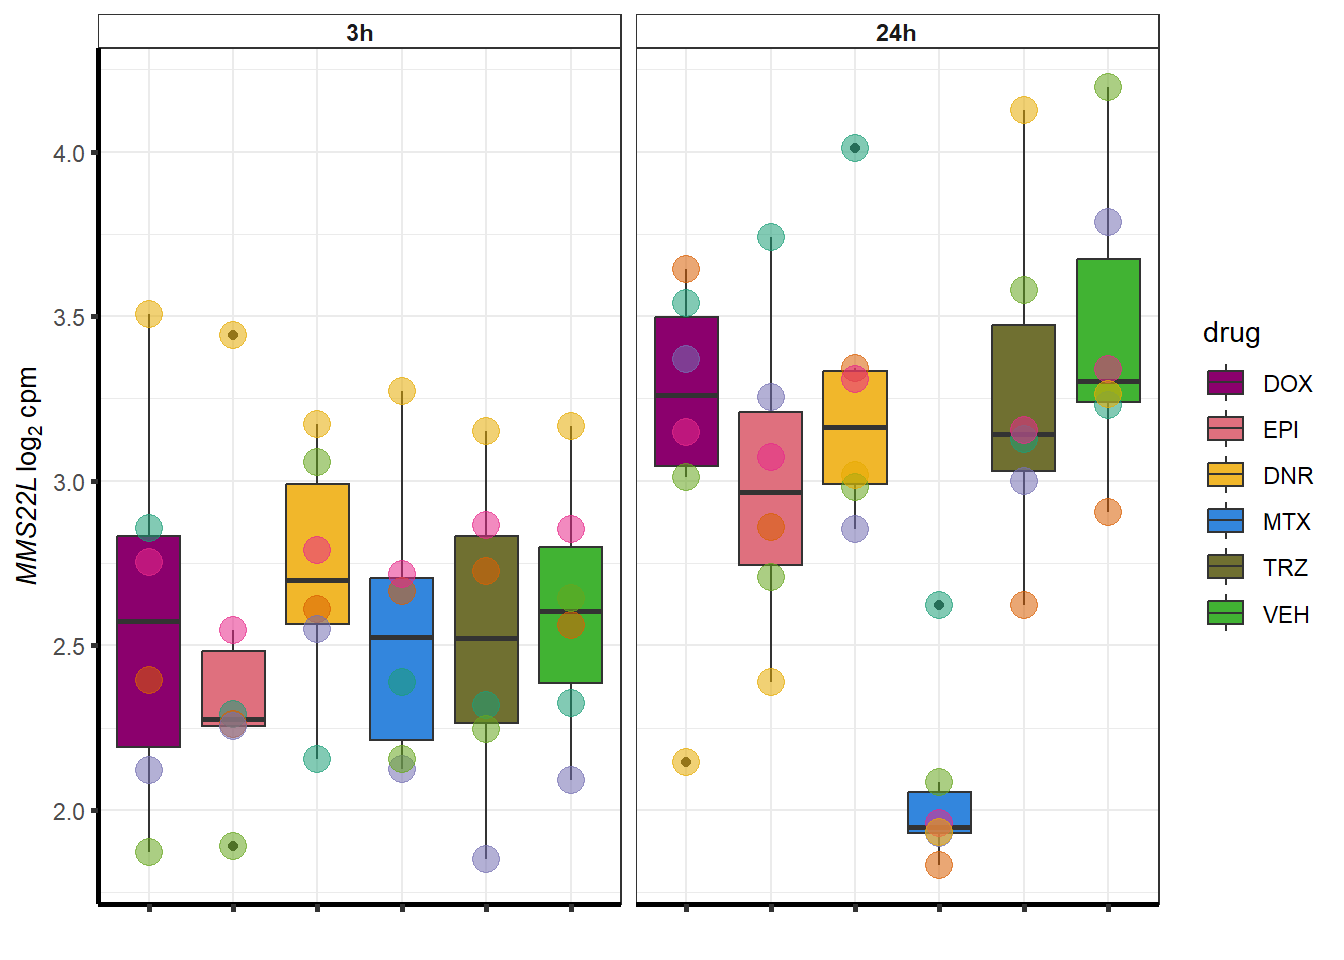 3h
24h
4.0
3.5
3.0
2.5
2.0
MMS22L log₂ cpm
drug
DOX
EPI
DNR
MTX
TRZ
VEH